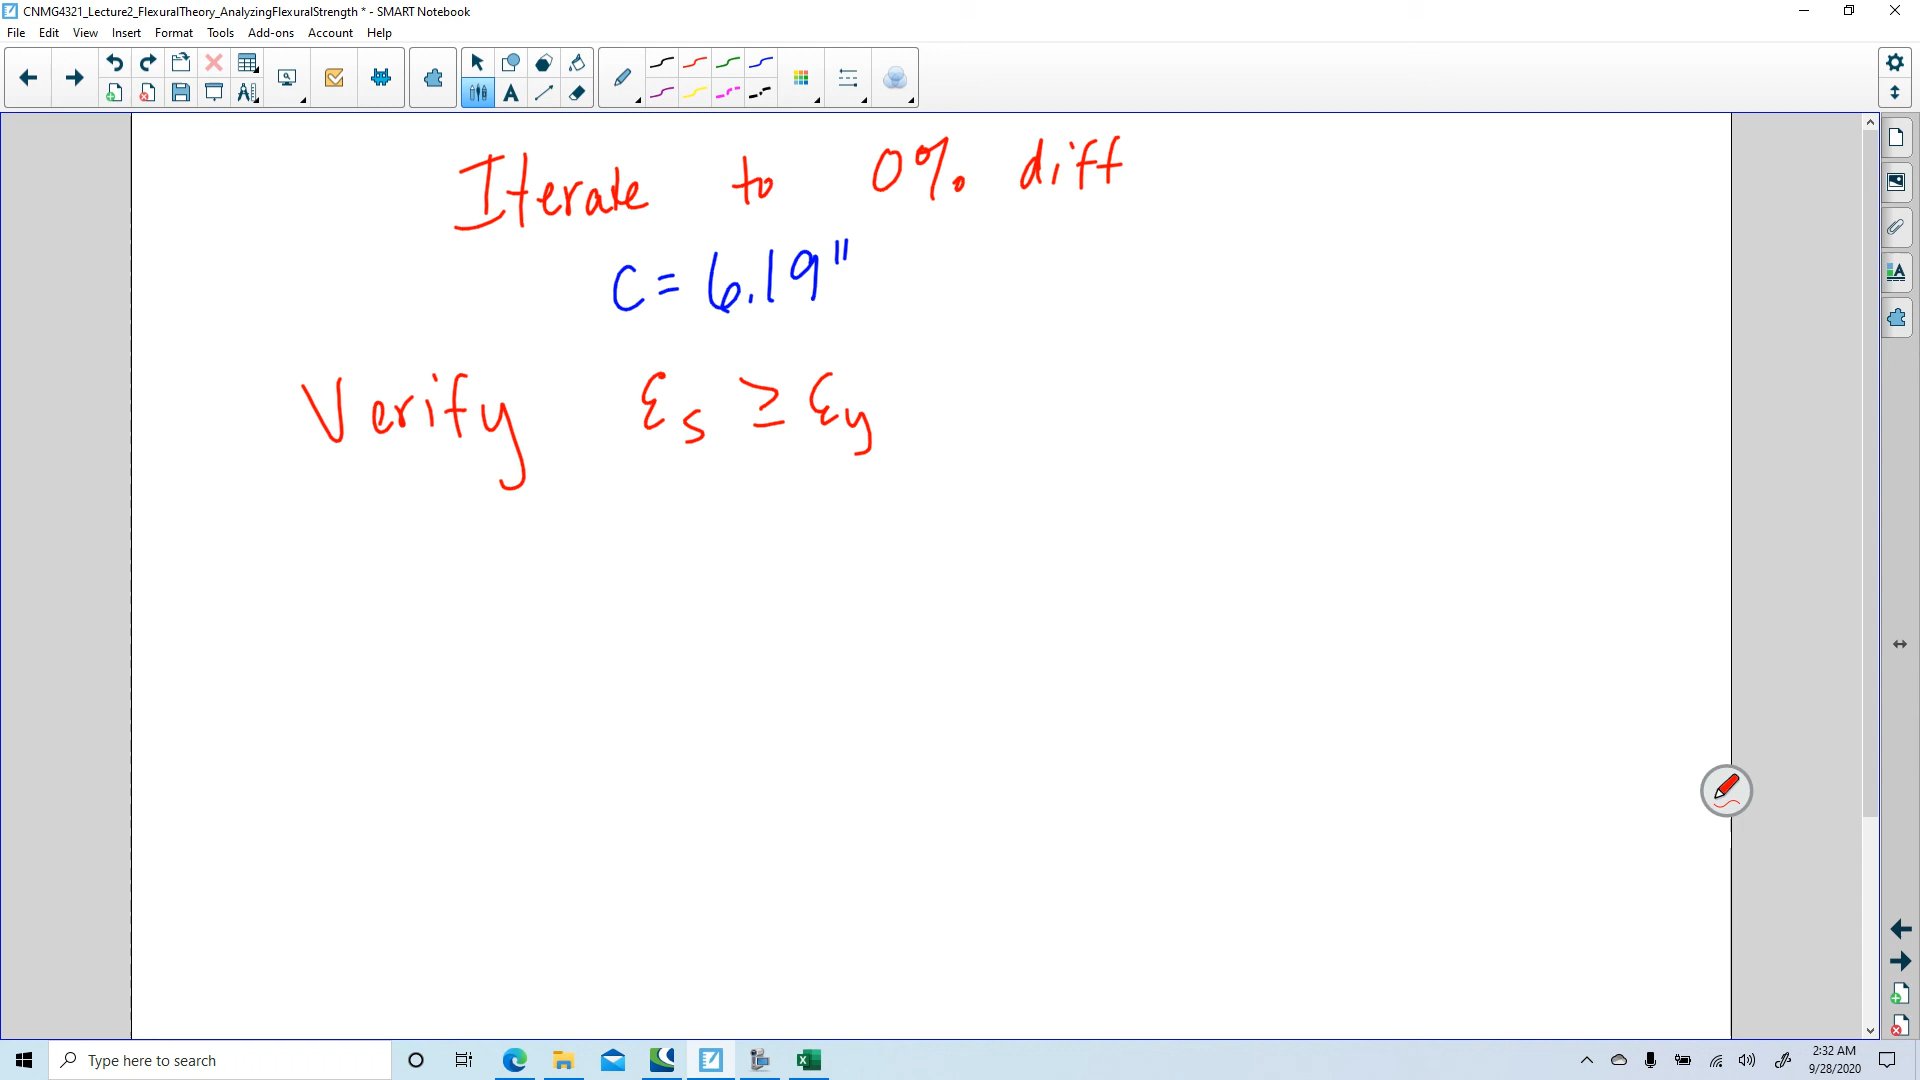 CNMG4321_Lecture2_FlexuralTheory_AnalyzingFlexuralStrength * - SMART Notebook
File Edit View Insert Format Tools Add-ons Account Help
Iterate to 0% diff
C = 6.19"
Verify εs ≥ εy
Type here to search
2:32 AM
9/28/2020